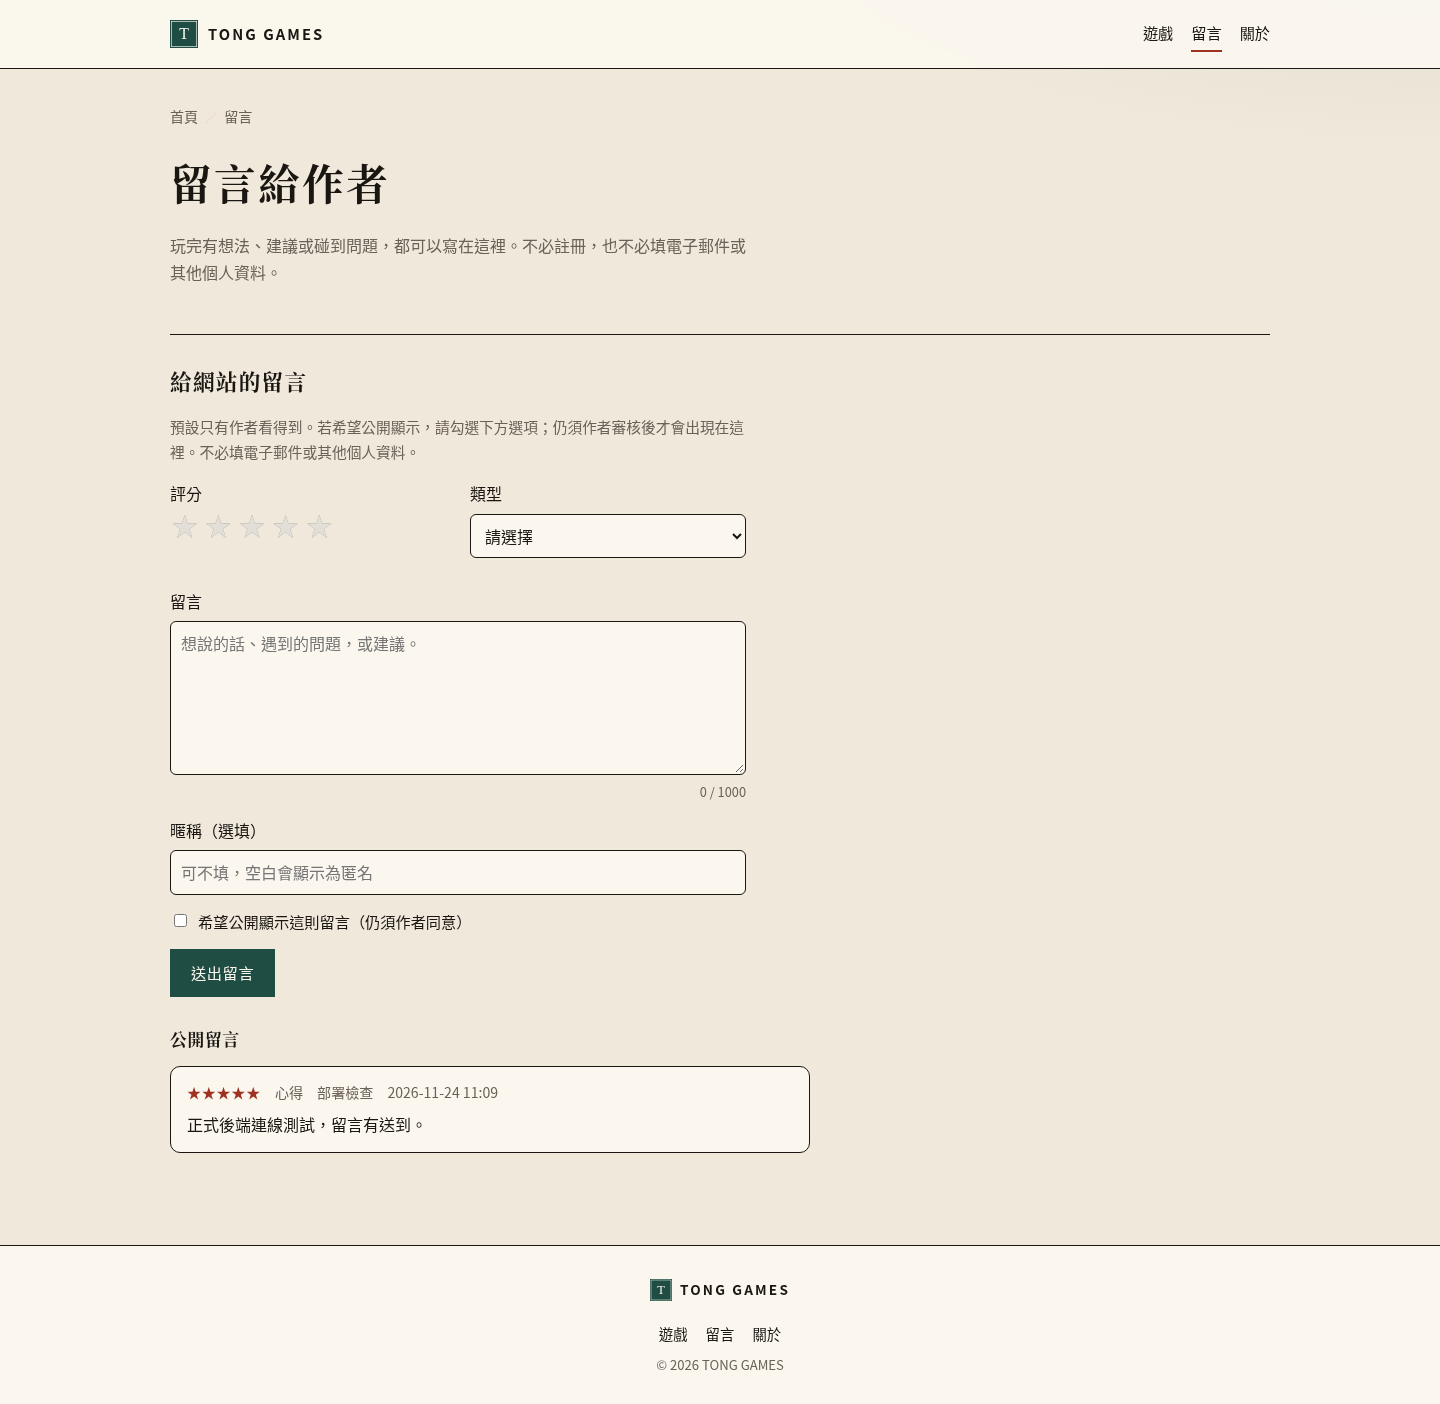 T TONG GAMES
遊戲 留言 關於
首頁 / 留言
留言給作者
玩完有想法、建議或碰到問題，都可以寫在這裡。不必註冊，也不必填電子郵件或
其他個人資料。
給網站的留言
預設只有作者看得到。若希望公開顯示，請勾選下方選項；仍須作者審核後才會出現在這
裡。不必填電子郵件或其他個人資料。
評分 類型
★★★★★ 請選擇
留言
想說的話、遇到的問題，或建議。
0 / 1000
暱稱（選填）
可不填，空白會顯示為匿名
希望公開顯示這則留言（仍須作者同意）
送出留言
公開留言
★★★★★ 心得 部署檢查 2026-11-24 11:09
正式後端連線測試，留言有送到。
T TONG GAMES
遊戲 留言 關於
© 2026 TONG GAMES